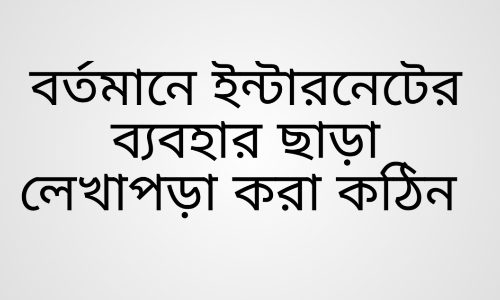 বর্তমানে ইন্টারনেটের
ব্যবহার ছাড়া
লেখাপড়া করা কঠিন